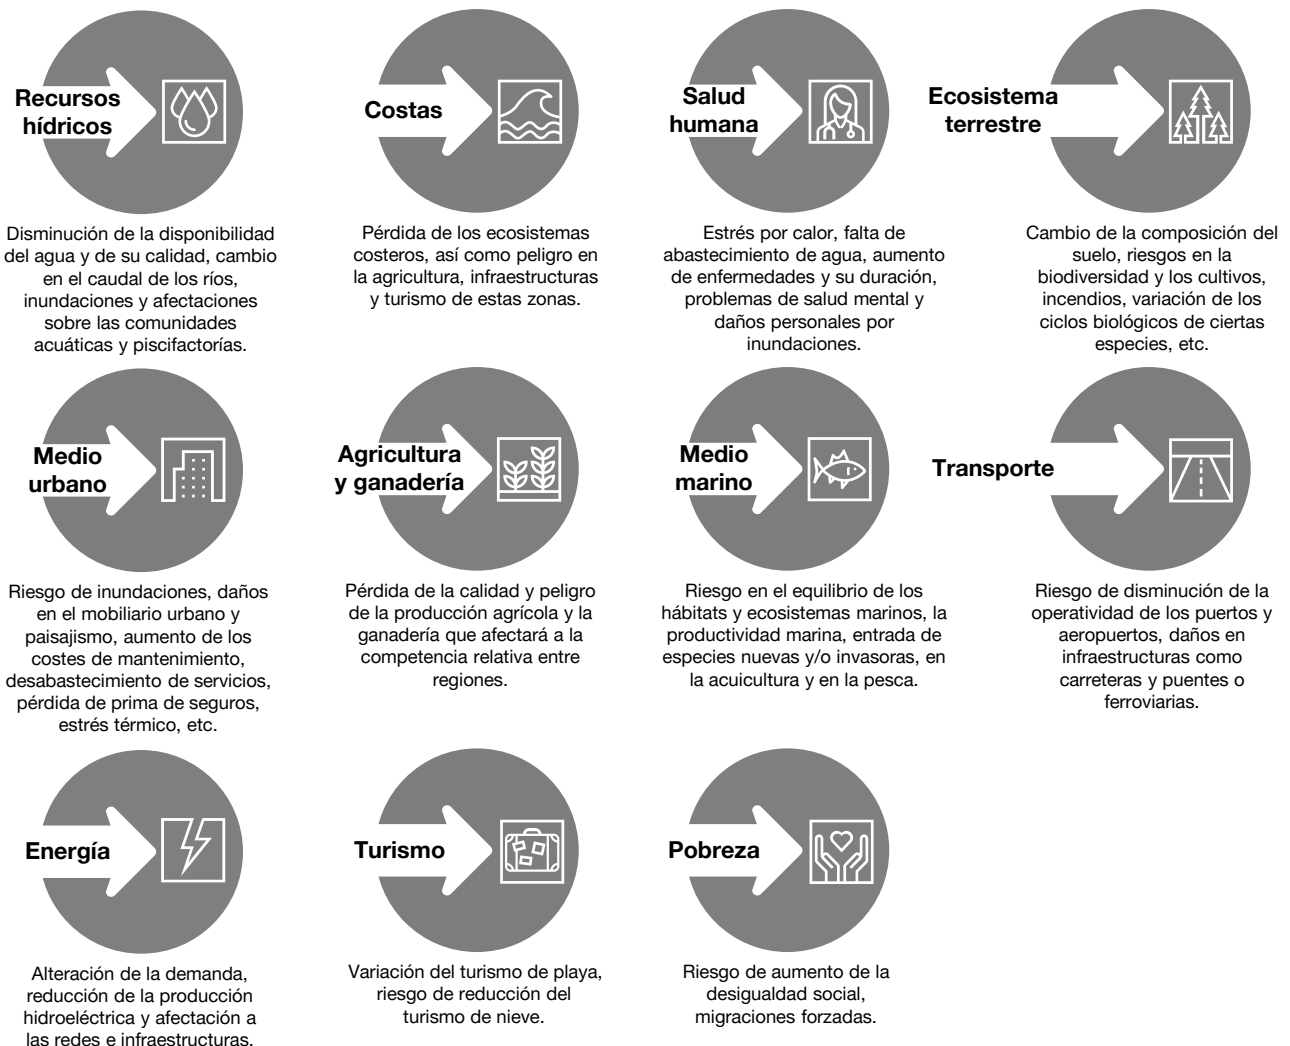 Recursos
hídricos
Disminución de la disponibilidad
del agua y de su calidad, cambio
en el caudal de los ríos,
inundaciones y afectaciones
sobre las comunidades
acuáticas y piscifactorías.
Costas
Pérdida de los ecosistemas
costeros, así como peligro en
la agricultura, infraestructuras
y turismo de estas zonas.
Salud
humana
Estrés por calor, falta de
abastecimiento de agua, aumento
de enfermedades y su duración,
problemas de salud mental y
daños personales por
inundaciones.
Ecosistema
terrestre
Cambio de la composición del
suelo, riesgos en la
biodiversidad y los cultivos,
incendios, variación de los
ciclos biológicos de ciertas
especies, etc.
Medio
urbano
Riesgo de inundaciones, daños
en el mobiliario urbano y
paisajismo, aumento de los
costes de mantenimiento,
desabastecimiento de servicios,
pérdida de prima de seguros,
estrés térmico, etc.
Agricultura
y ganadería
Pérdida de la calidad y peligro
de la producción agrícola y la
ganadería que afectará a la
competencia relativa entre
regiones.
Medio
marino
Riesgo en el equilibrio de los
hábitats y ecosistemas marinos, la
productividad marina, entrada de
especies nuevas y/o invasoras, en
la acuicultura y en la pesca.
Transporte
Riesgo de disminución de la
operatividad de los puertos y
aeropuertos, daños en
infraestructuras como
carreteras y puentes o
ferroviarias.
Energía
Alteración de la demanda,
reducción de la producción
hidroeléctrica y afectación a
las redes e infraestructuras.
Turismo
Variación del turismo de playa,
riesgo de reducción del
turismo de nieve.
Pobreza
Riesgo de aumento de la
desigualdad social,
migraciones forzadas.